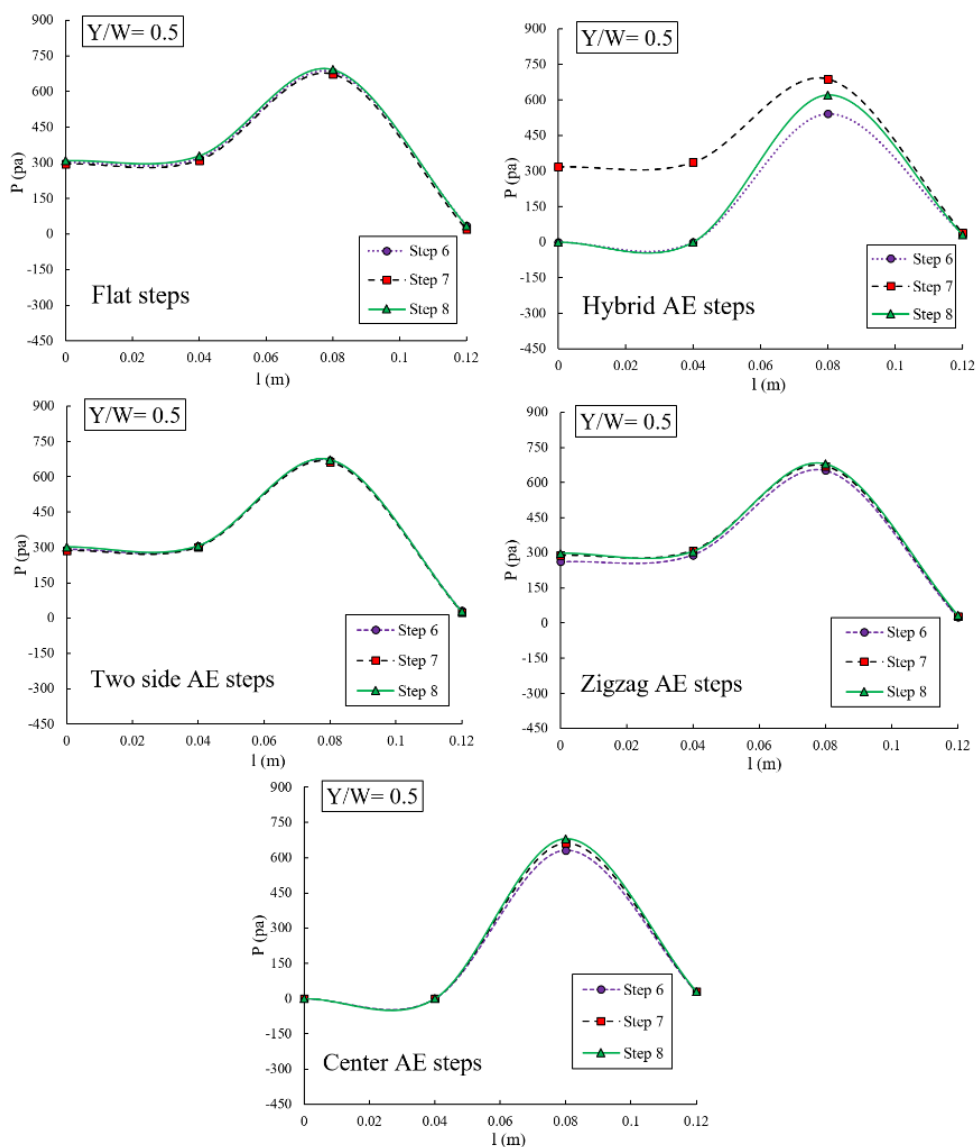 Y/W= 0.5
900
750
600
450
300
150
0
-150
-300
-450
P (pa)
Step 6
Step 7
Step 8
Flat steps
0 0.02 0.04 0.06 0.08 0.1 0.12
l (m)
Y/W= 0.5
900
750
600
450
300
150
0
-150
-300
-450
P (pa)
Step 6
Step 7
Step 8
Hybrid AE steps
0 0.02 0.04 0.06 0.08 0.1 0.12
l (m)
Y/W= 0.5
900
750
600
450
300
150
0
-150
-300
-450
P (pa)
Step 6
Step 7
Step 8
Two side AE steps
0 0.02 0.04 0.06 0.08 0.1 0.12
l (m)
Y/W= 0.5
900
750
600
450
300
150
0
-150
-300
-450
P (pa)
Step 6
Step 7
Step 8
Zigzag AE steps
0 0.02 0.04 0.06 0.08 0.1 0.12
l (m)
Y/W= 0.5
900
750
600
450
300
150
0
-150
-300
-450
P (pa)
Step 6
Step 7
Step 8
Center AE steps
0 0.02 0.04 0.06 0.08 0.1 0.12
l (m)